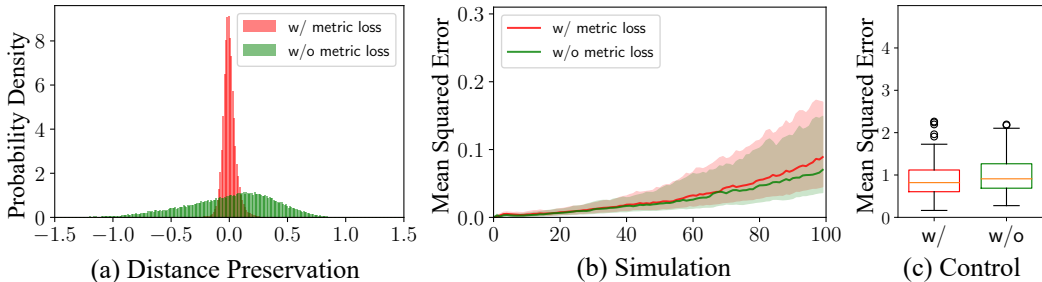 Probability Density
8
6
4
2
0
w/ metric loss
w/o metric loss
−1.5 −1.0 −0.5 0.0 0.5 1.0 1.5
(a) Distance Preservation
Mean Squared Error
0.3
0.2
0.1
0.0
w/ metric loss
w/o metric loss
0 20 40 60 80 100
(b) Simulation
Mean Squared Error
4
3
2
1
0
w/ w/o
(c) Control